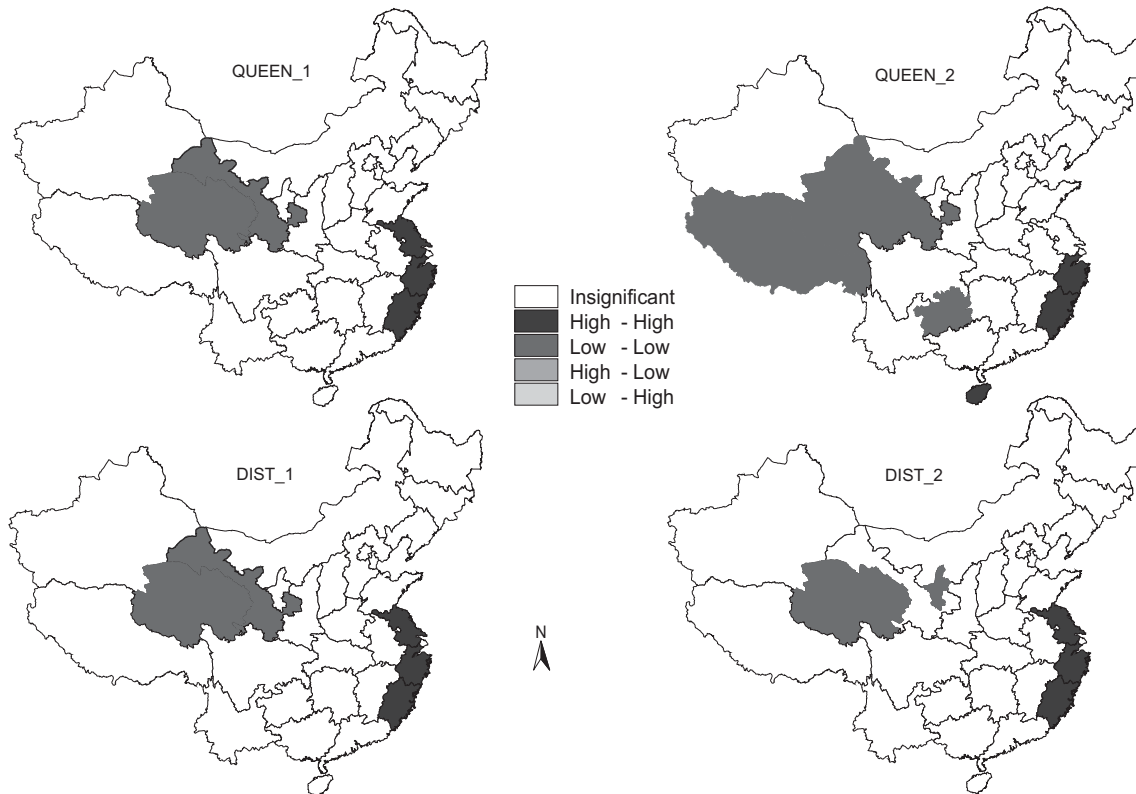 QUEEN_1
QUEEN_2
Insignificant
High - High
Low - Low
High - Low
Low - High
DIST_1
DIST_2
N